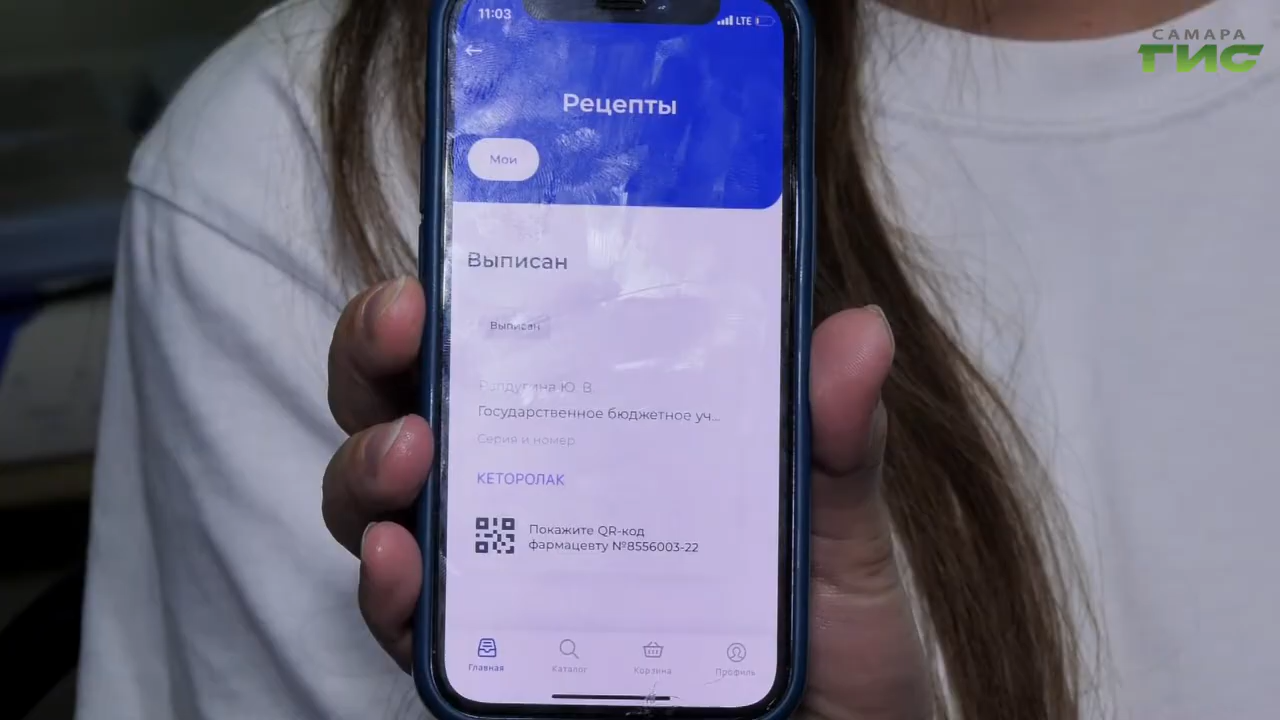 11:03
LTE
САМАРА
ГИС
Рецепты
Мои
Выписан
Выписан
Ю. В.
Государственное бюджетное уч...
Серия и номер
КЕТОРОЛАК
Покажите QR-код
фармацевту №8556003-22
Главная
Каталог
Корзина
Профиль